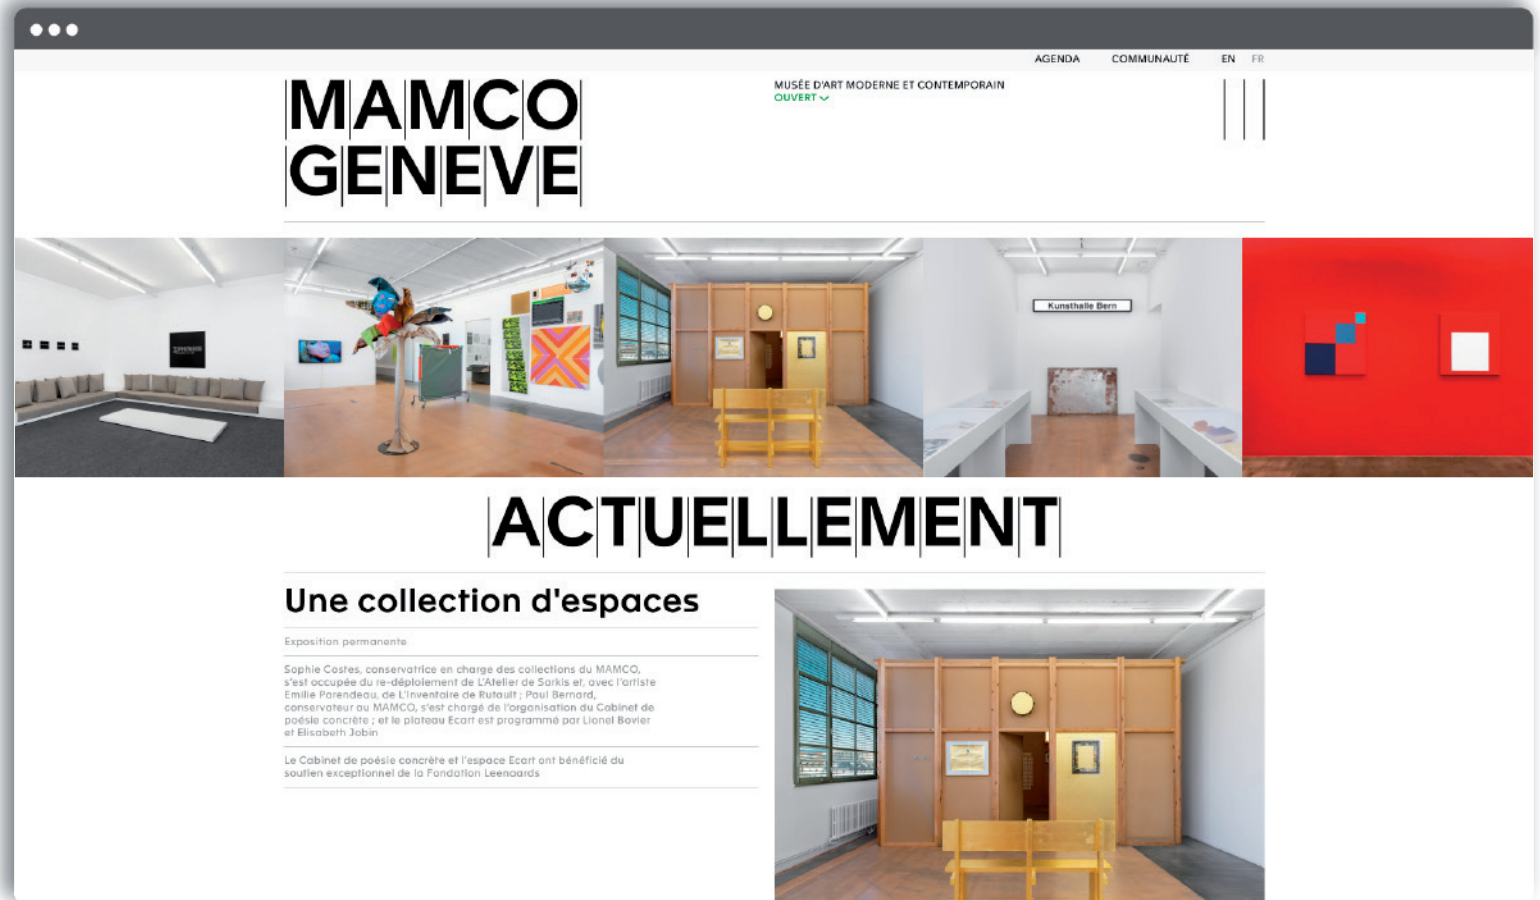 AGENDA COMMUNAUTÉ EN FR
MAMCO
GENEVE
MUSÉE D'ART MODERNE ET CONTEMPORAIN
OUVERT
Kunsthalle Bern
ACTUELLEMENT
Une collection d'espaces
Exposition permanente
Sophie Costes, conservatrice en charge des collections du MAMCO,
s'est occupée du re-déploiement de L'Atelier de Sarkis et, avec l'artiste
Emilie Parendeau, de L'Inventaire de Rutault ; Paul Bernard,
conservateur au MAMCO, s'est chargé de l'organisation du Cabinet de
poésie concrète ; et le plateau Ecart est programmé par Lionel Bovier
et Elisabeth Jobin
Le Cabinet de poésie concrète et l'espace Ecart ont bénéficié du
soutien exceptionnel de la Fondation Leenaards